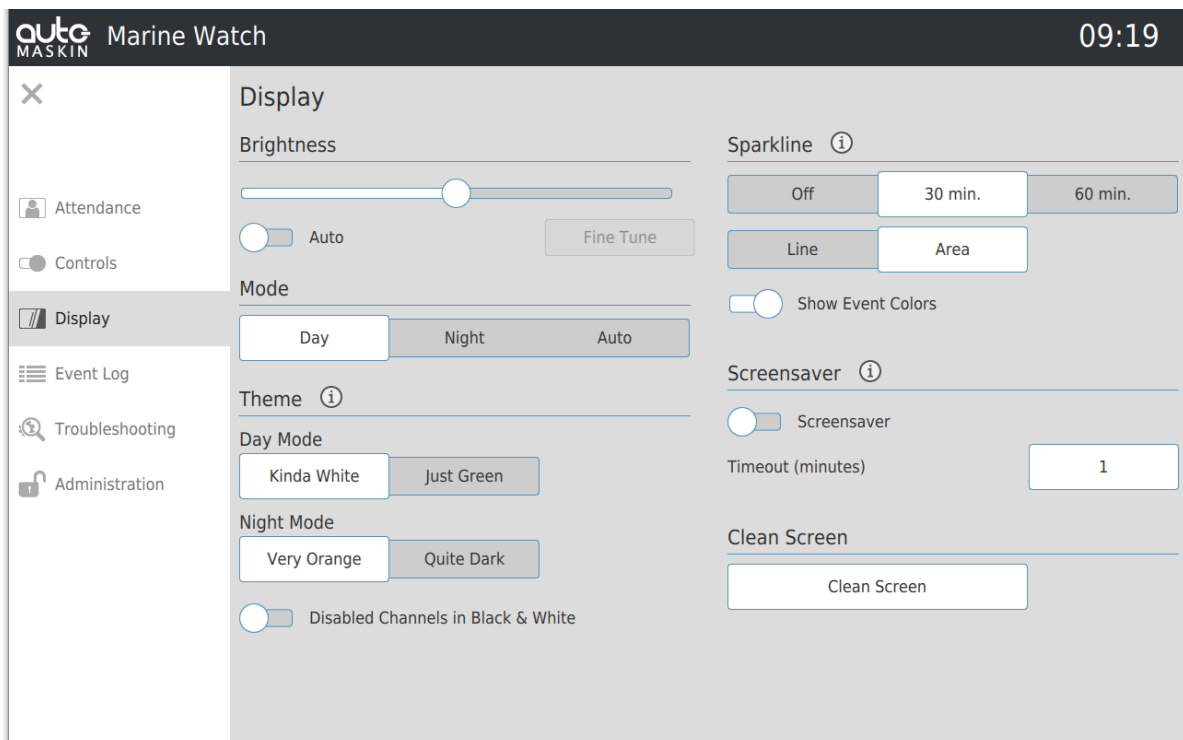 auto
MASKIN
Marine Watch
09:19
Attendance
Controls
Display
Event Log
Troubleshooting
Administration
Display
Brightness
Auto
Fine Tune
Mode
Day
Night
Auto
Theme
Day Mode
Kinda White
Just Green
Night Mode
Very Orange
Quite Dark
Disabled Channels in Black & White
Sparkline
Off
30 min.
60 min.
Line
Area
Show Event Colors
Screensaver
Screensaver
Timeout (minutes)
1
Clean Screen
Clean Screen